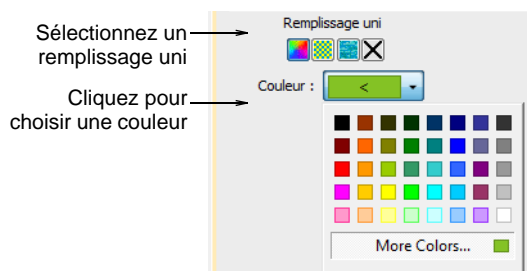 Remplissage uni
Sélectionnez un
remplissage uni
Couleur :
<
Cliquez pour
choisir une couleur
More Colors...